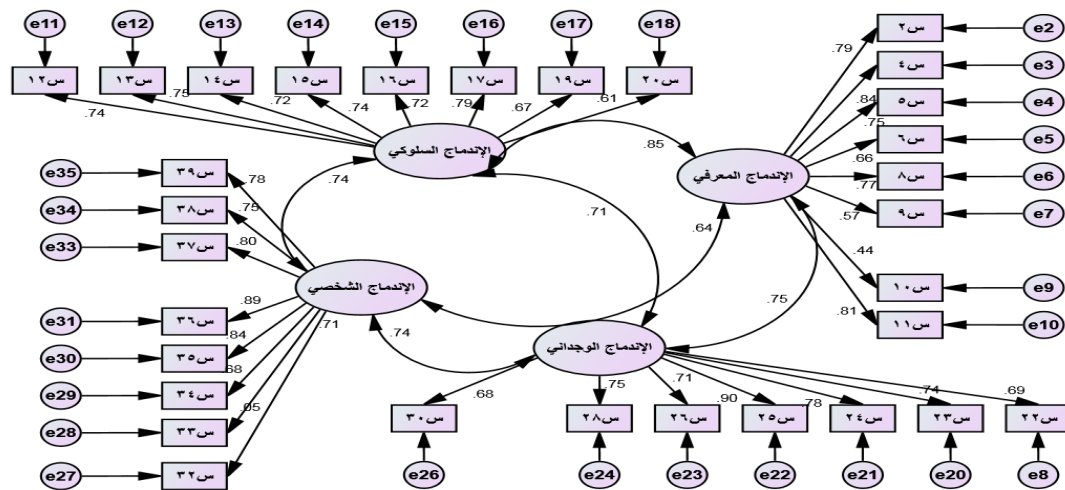 e11 e12 e13 e14 e15 e16 e17 e18
س١٢ س١٣ س١٤ س١٥ س١٦ س١٧ س١٩ س٢٠
.74 .75 .72 .74 .72 .79 .67 .61
الإندماج السلوكي
س٢ e2
.79
س٤ e3
.84
س٥ e4
.75
س٦ e5
.66
س٨ e6
.77
س٩ e7
.57
.44
س١٠ e9
.81
س١١ e10
الإندماج المعرفي
.85
.74
.71
.64
.75
.74
e35 س٣٩ .78
e34 س٣٨ .75
e33 س٣٧ .80
الإندماج الشخصي
e31 س٣٦ .89
e30 س٣٥ .84
e29 س٣٤ .68
e28 س٣٣ .05
e27 س٣٢ .71
الإندماج الوجداني
.68 .75 .71 .90 .78 .74 .69
س٣٠ س٢٨ س٢٦ س٢٥ س٢٤ س٢٣ س٢٢
e26 e24 e23 e22 e21 e20 e8